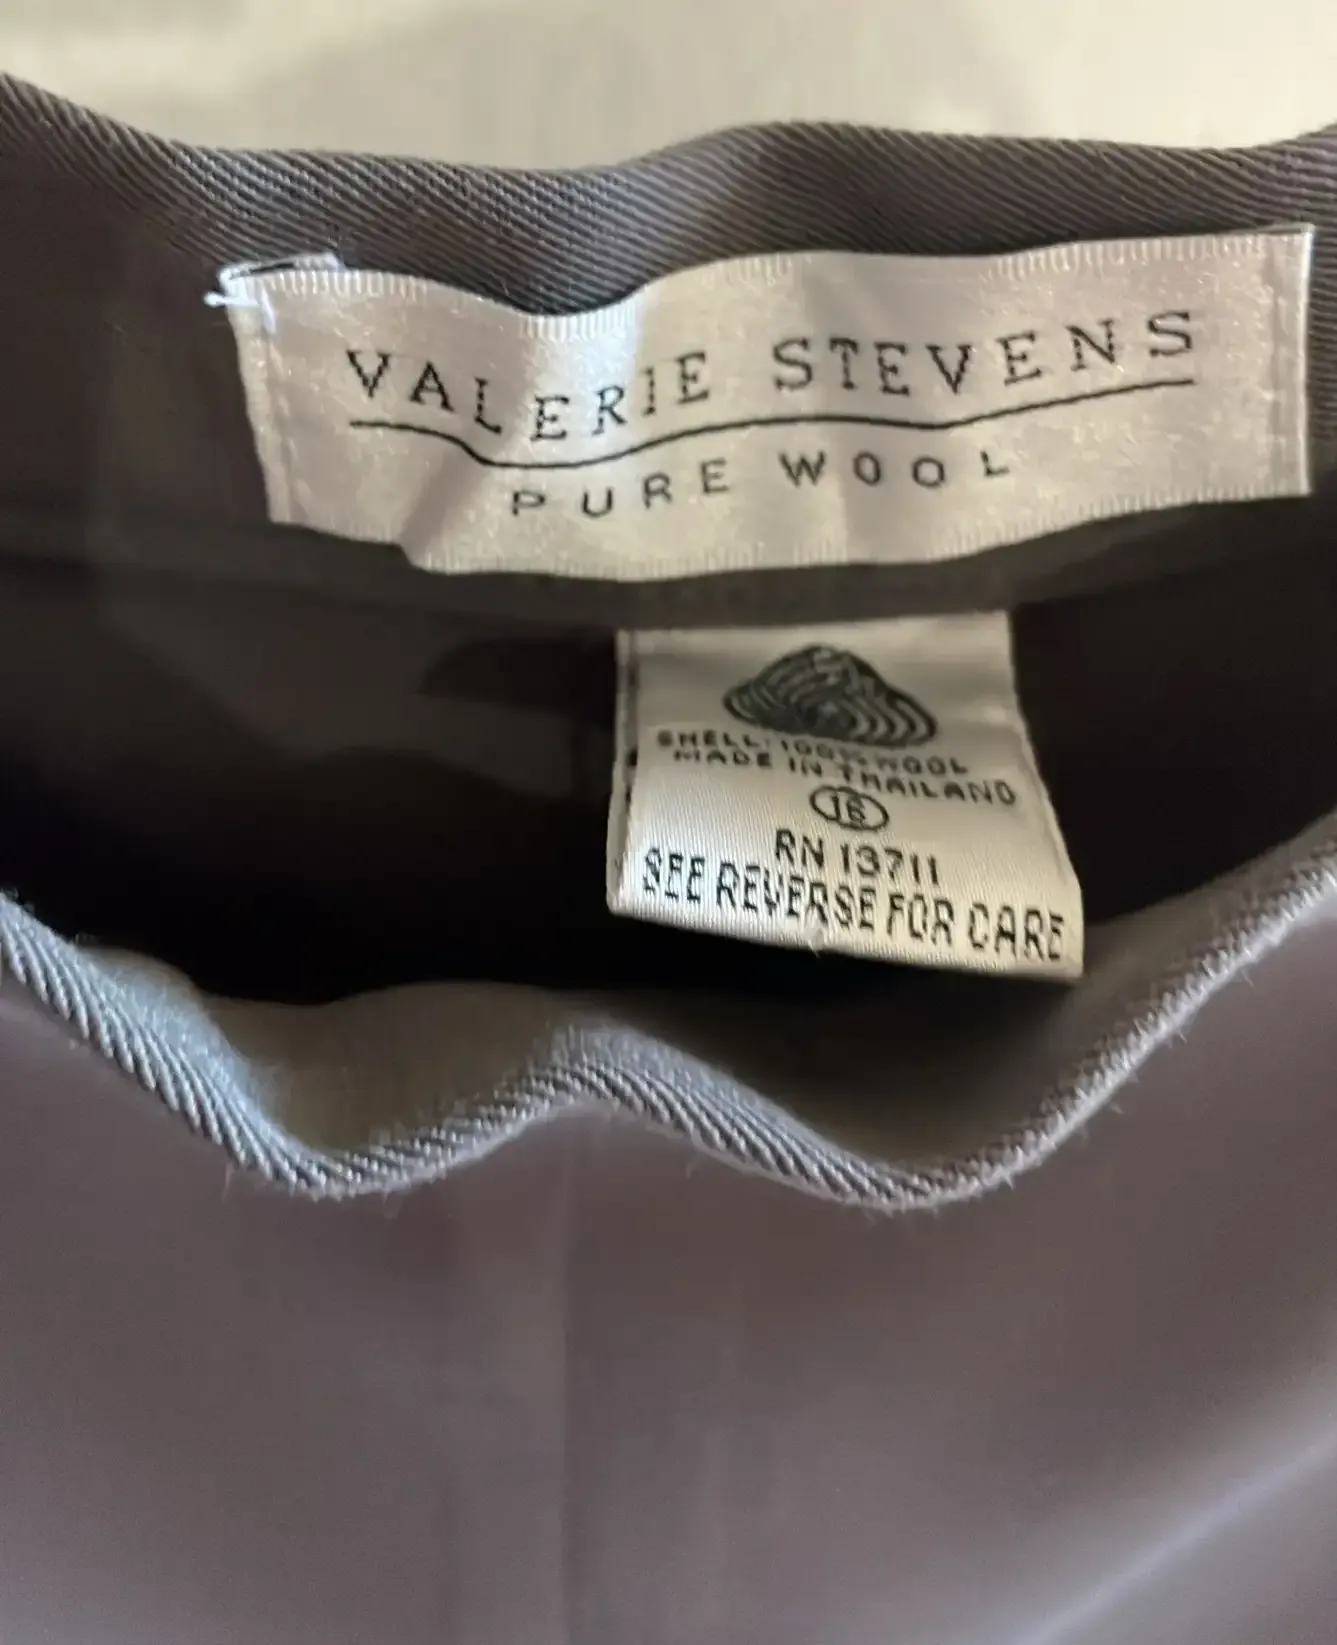 VALERIE STEVENS
PURE WOOL
SHELL: 100% WOOL
MADE IN THAILAND
16
RN 13711
SEE REVERSE FOR CARE